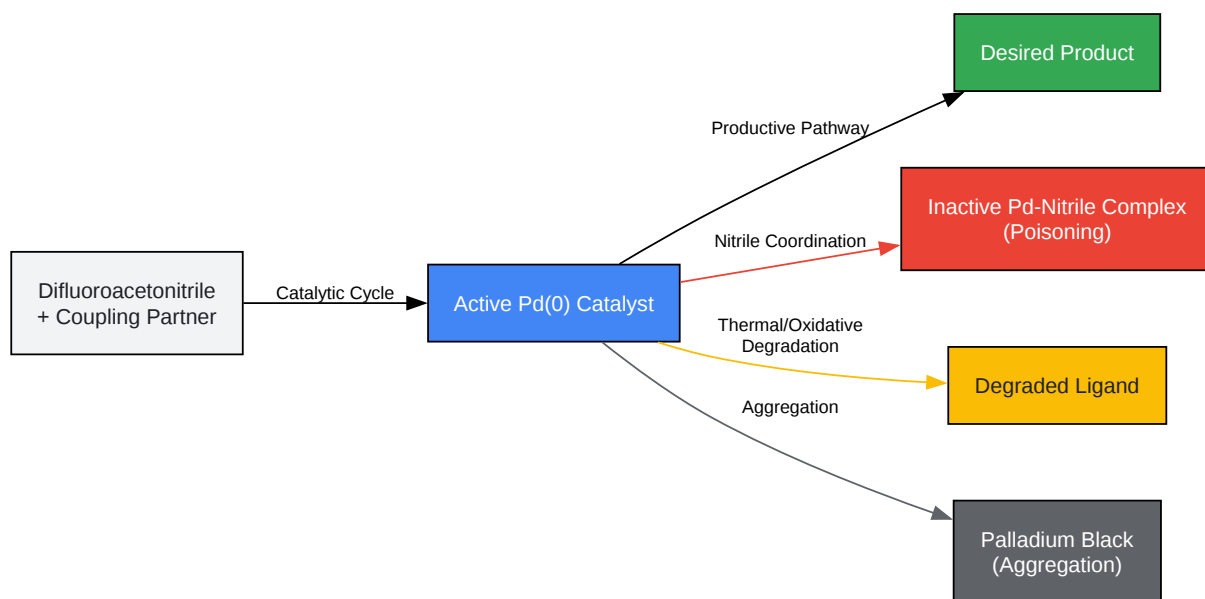 Desired Product
Productive Pathway
Inactive Pd-Nitrile Complex
(Poisoning)
Nitrile Coordination
Difluoroacetonitrile
+ Coupling Partner
Catalytic Cycle
Active Pd(0) Catalyst
Thermal/Oxidative
Degradation
Degraded Ligand
Aggregation
Palladium Black
(Aggregation)